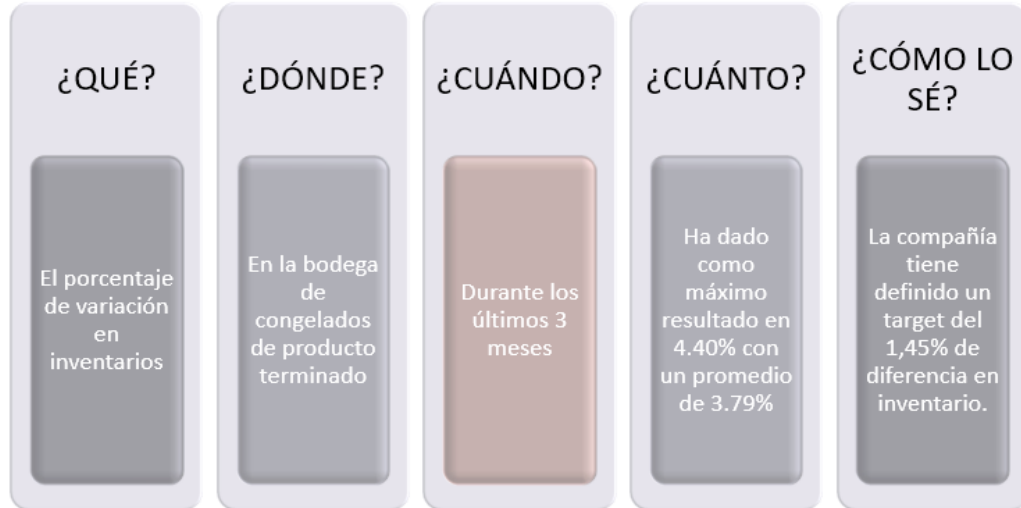 ¿QUÉ?
El porcentaje
de variación
en
inventarios
¿DÓNDE?
En la bodega
de
congelados
de producto
terminado
¿CUÁNDO?
Durante los
últimos 3
meses
¿CUÁNTO?
Ha dado
como
máximo
resultado en
4.40% con
un promedio
de 3.79%
¿CÓMO LO
SÉ?
La compañía
tiene
definido un
target del
1,45% de
diferencia en
inventario.